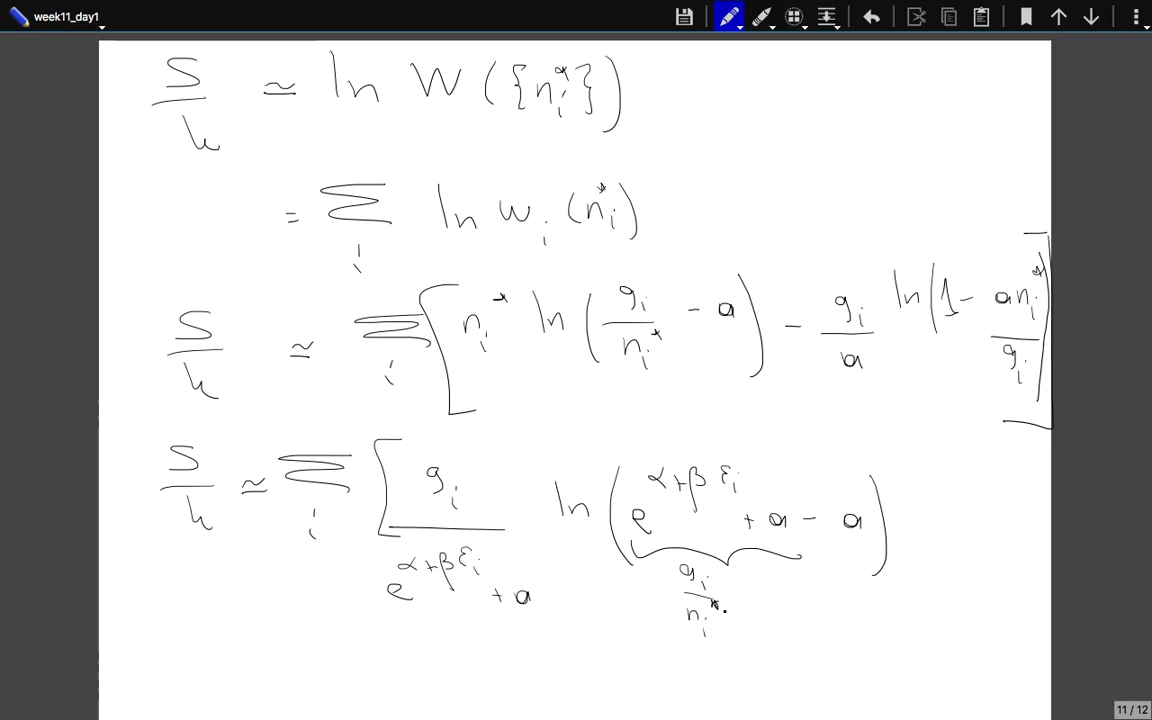 week11_day1
S/k ≃ ln W ({n_i^*})
= Σ_i ln w_i (n_i^*)
S/k ≃ Σ_i [ n_i^* ln ( g_i/n_i^* - a ) - g_i/a ln ( 1 - a n_i^*/g_i ) ]
S/k ≃ Σ_i [ g_i/(e^{α+βε_i} + a) ln ( e^{α+βε_i} + a - a )
g_i/n_i^*
11 / 12